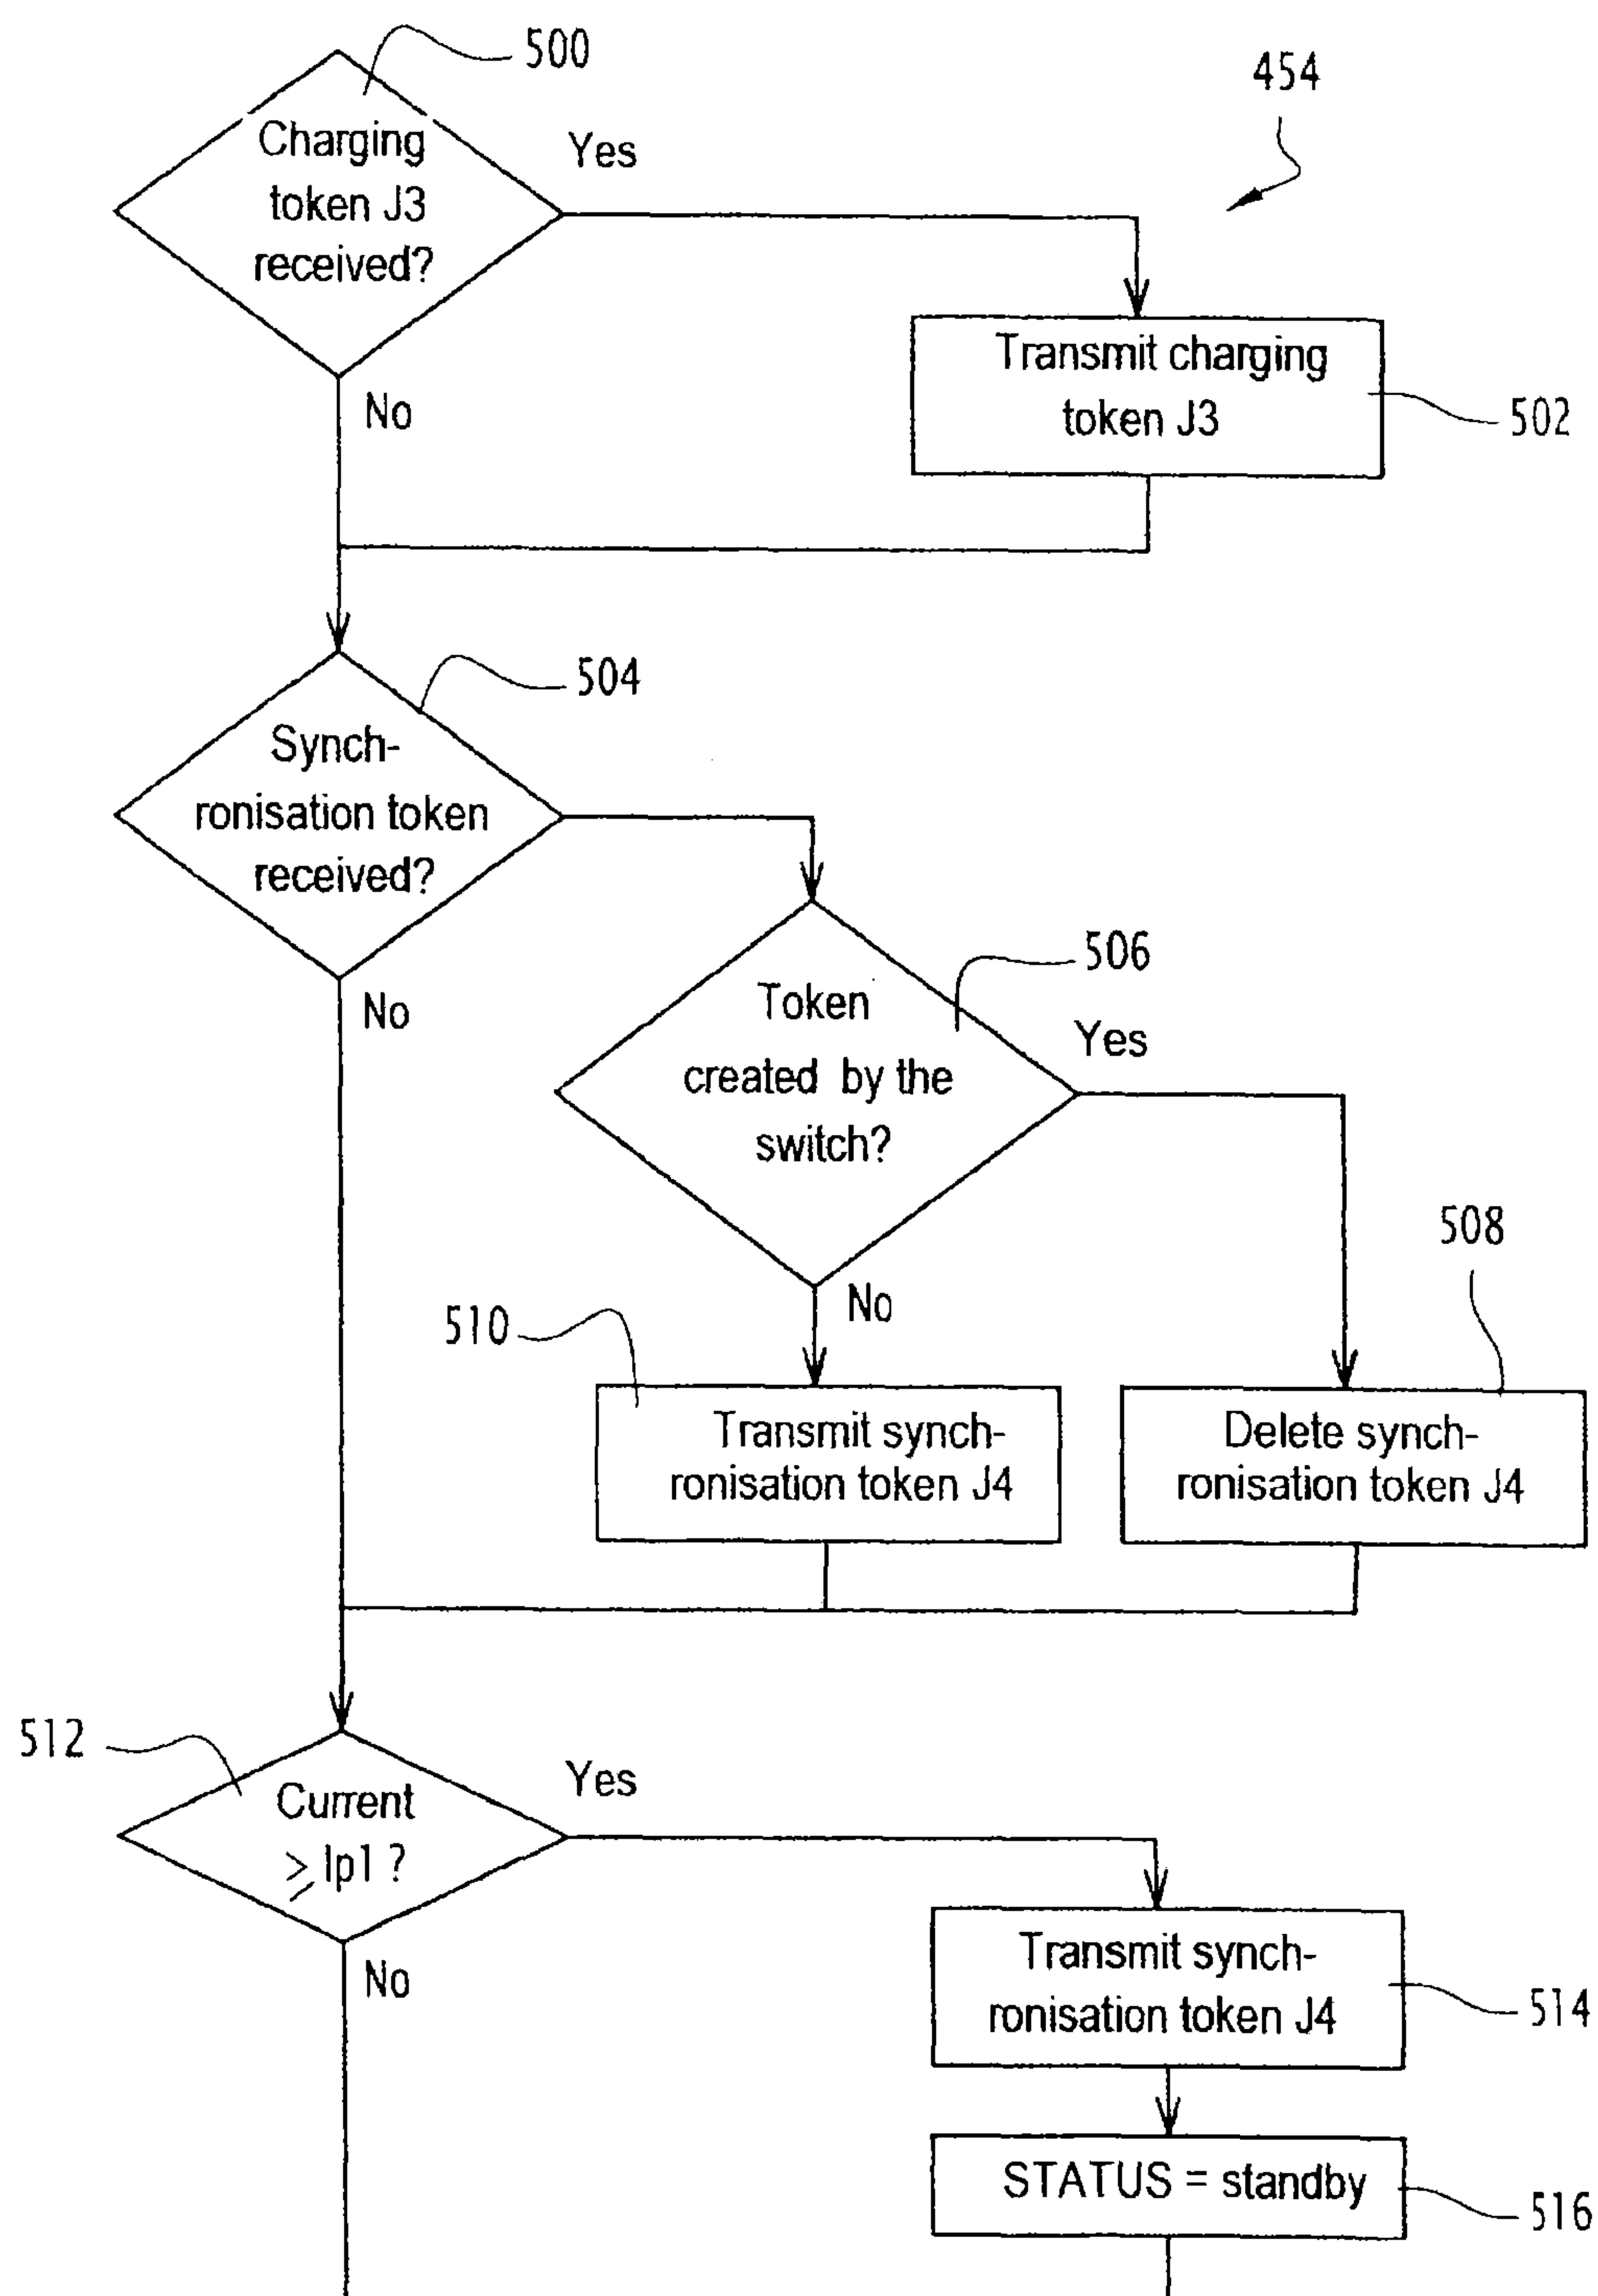 500
454
Charging
token J3
received?
Yes
No
Transmit charging
token J3
502
504
Synch-
ronisation token
received?
No
506
Token
created by the
switch?
Yes
No
508
510
Transmit synch-
ronisation token J4
Delete synch-
ronisation token J4
512
Current
≥ Ip1 ?
Yes
No
Transmit synch-
ronisation token J4
514
STATUS = standby
516